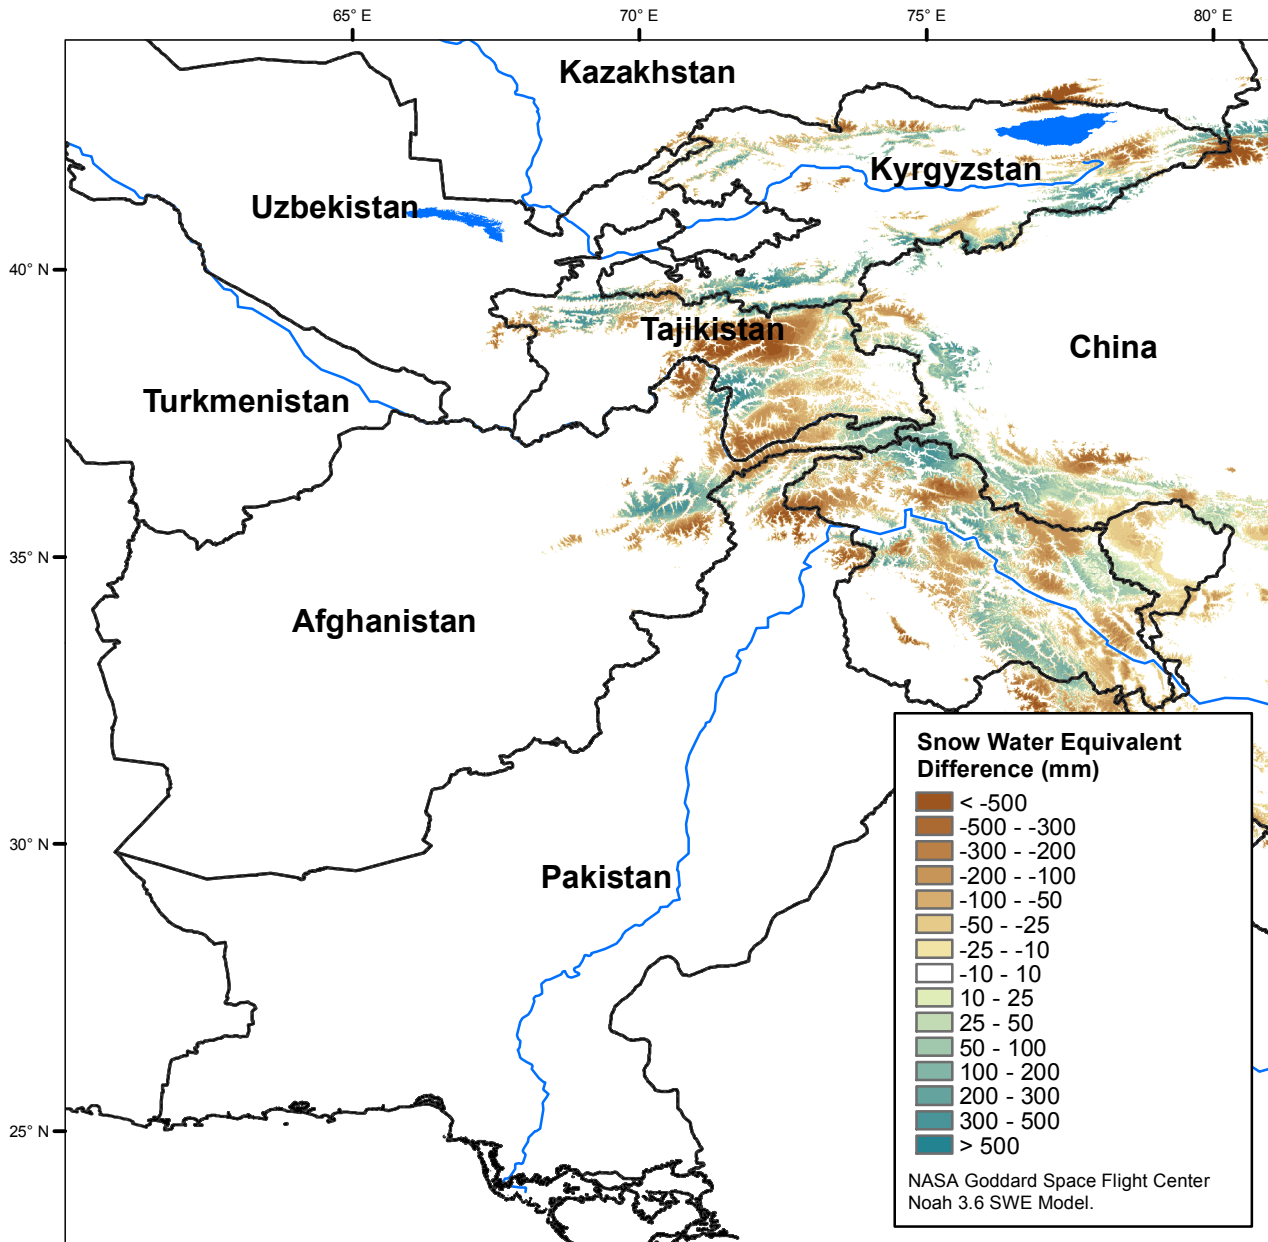 65° E
70° E
75° E
80° E
Kazakhstan
Kyrgyzstan
Uzbekistan
40° N
Tajikistan
China
Turkmenistan
35° N
Afghanistan
30° N
Pakistan
25° N
Snow Water Equivalent
Difference (mm)
< -500
-500 - -300
-300 - -200
-200 - -100
-100 - -50
-50 - -25
-25 - -10
-10 - 10
10 - 25
25 - 50
50 - 100
100 - 200
200 - 300
300 - 500
> 500
NASA Goddard Space Flight Center
Noah 3.6 SWE Model.